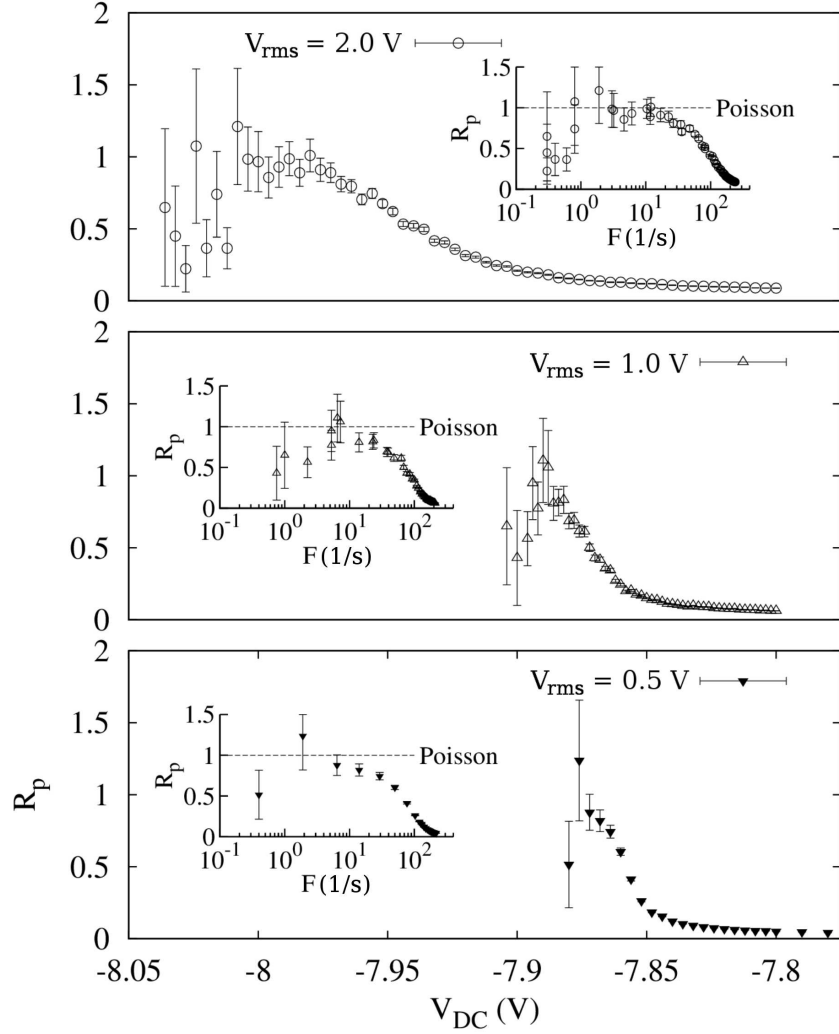 2
V_rms = 2.0 V
1.5
1
0.5
0
R_p
1.5
1
0.5
0
Poisson
10^-1 10^0 10^1 10^2
F(1/s)
2
V_rms = 1.0 V
1.5
1
0.5
0
R_p
1.5
1
0.5
0
Poisson
10^-1 10^0 10^1 10^2
F(1/s)
2
V_rms = 0.5 V
1.5
1
0.5
0
R_p
R_p
1.5
1
0.5
0
Poisson
10^-1 10^0 10^1 10^2
F(1/s)
-8.05 -8 -7.95 -7.9 -7.85 -7.8
V_DC (V)